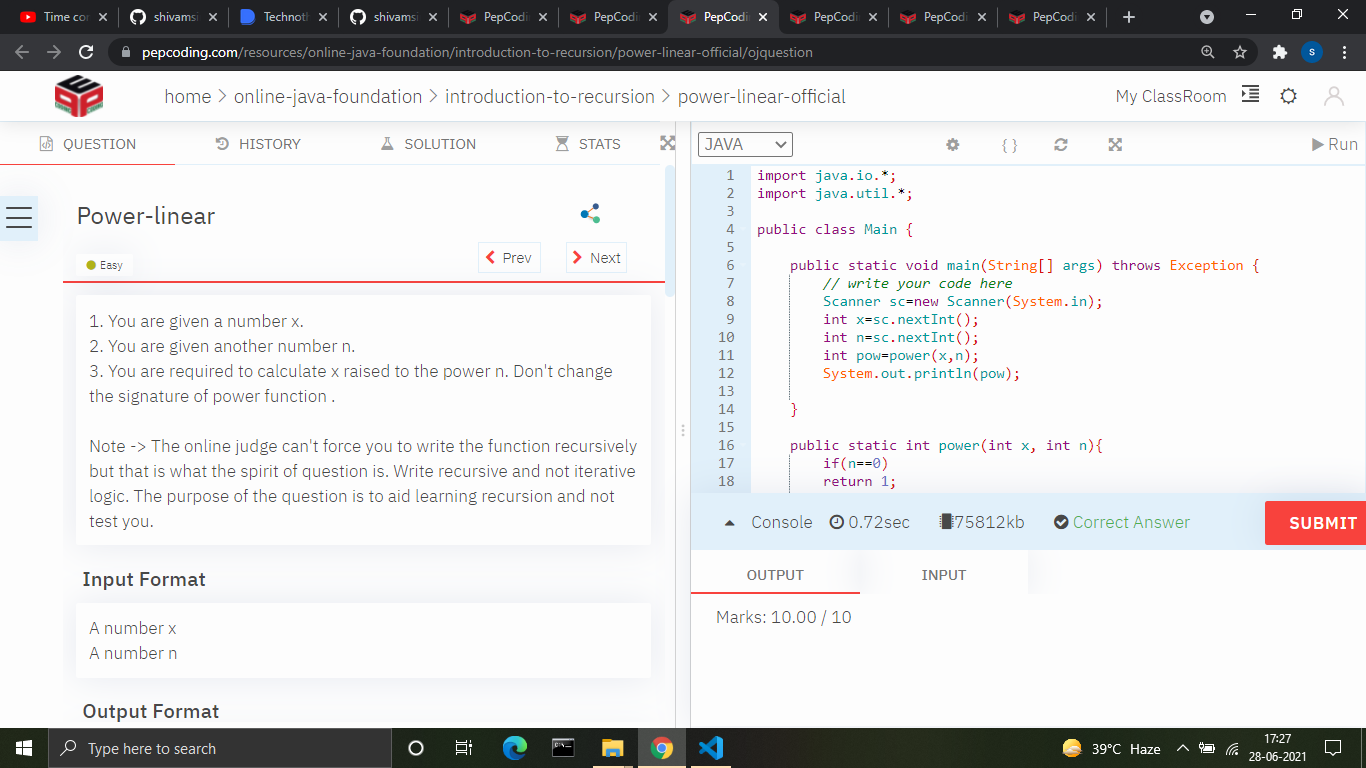 Time co
shivamsi
Technoth
shivamsi
PepCodi
PepCodi
PepCodi
PepCodi
PepCodi
PepCodi
pepcoding.com/resources/online-java-foundation/introduction-to-recursion/power-linear-official/ojquestion
S
home > online-java-foundation > introduction-to-recursion > power-linear-official
My ClassRoom
QUESTION HISTORY SOLUTION STATS
Power-linear
Easy
Prev Next
1. You are given a number x.
2. You are given another number n.
3. You are required to calculate x raised to the power n. Don't change
the signature of power function .
Note -> The online judge can't force you to write the function recursively
but that is what the spirit of question is. Write recursive and not iterative
logic. The purpose of the question is to aid learning recursion and not
test you.
Input Format
A number x
A number n
Output Format
JAVA { } Run
1 import java.io.*;
2 import java.util.*;
3
4 public class Main {
5
6 public static void main(String[] args) throws Exception {
7 // write your code here
8 Scanner sc=new Scanner(System.in);
9 int x=sc.nextInt();
10 int n=sc.nextInt();
11 int pow=power(x,n);
12 System.out.println(pow);
13
14 }
15
16 public static int power(int x, int n){
17 if(n==0)
18 return 1;
Console 0.72sec 75812kb Correct Answer SUBMIT
OUTPUT INPUT
Marks: 10.00 / 10
Type here to search
39°C Haze
17:27
28-06-2021